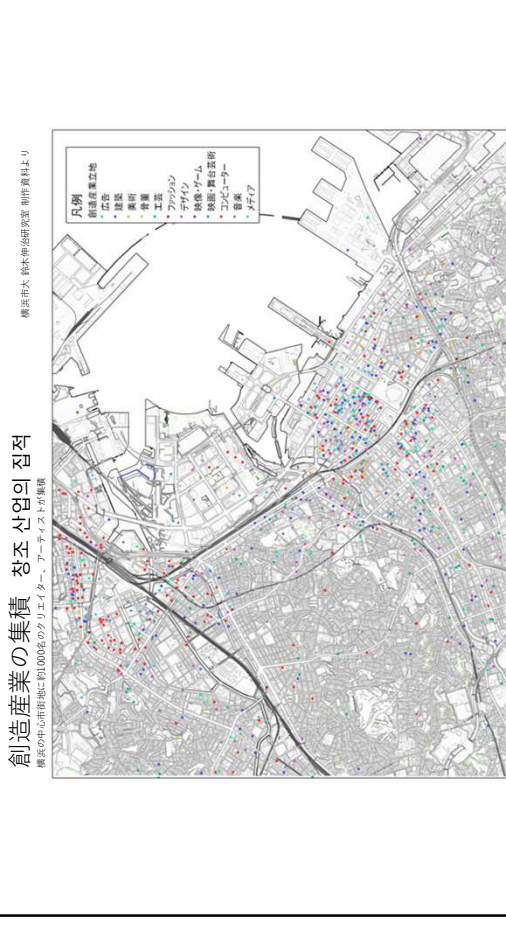 創造産業の集積 창조 산업의 집적
横浜の中心市街地に約1000名のクリエイター、アーティストが集積
横浜市大 鈴木伸治研究室 制作資料より
凡例
創造産業立地
広告
建築
美術
骨董
工芸
ファッション
デザイン
映像・ゲーム
映画・舞台芸術
コンピューター
音楽
メディア